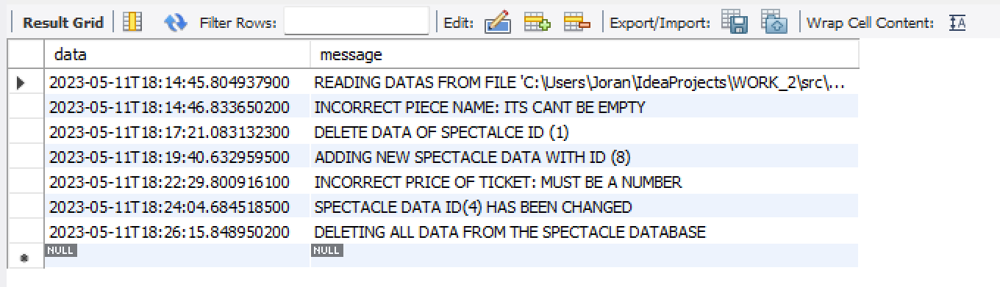 Result Grid Filter Rows: Edit: Export/Import: Wrap Cell Content: IA
data message
2023-05-11T18:14:45.804937900 READING DATAS FROM FILE 'C:\Users\Joran\IdeaProjects\WORK_2\src\...
2023-05-11T18:14:46.833650200 INCORRECT PIECE NAME: ITS CANT BE EMPTY
2023-05-11T18:17:21.083132300 DELETE DATA OF SPECTALCE ID (1)
2023-05-11T18:19:40.632959500 ADDING NEW SPECTACLE DATA WITH ID (8)
2023-05-11T18:22:29.800916100 INCORRECT PRICE OF TICKET: MUST BE A NUMBER
2023-05-11T18:24:04.684518500 SPECTACLE DATA ID(4) HAS BEEN CHANGED
2023-05-11T18:26:15.848950200 DELETING ALL DATA FROM THE SPECTACLE DATABASE
NULL NULL